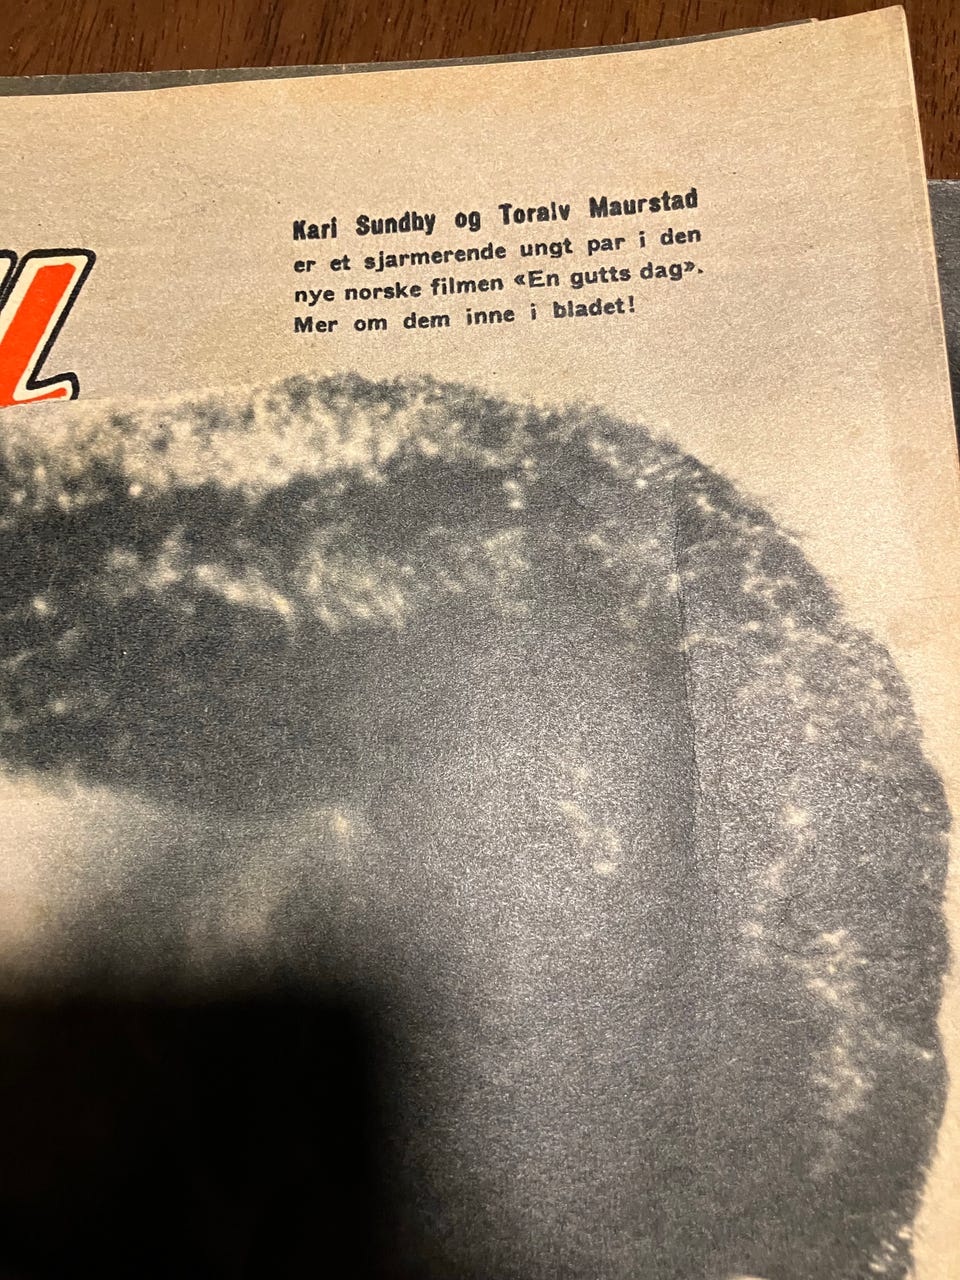 Kari Sundby og Toralv Maurstad
er et sjarmerende ungt par i den
nye norske filmen «En gutts dag».
Mer om dem inne i bladet!